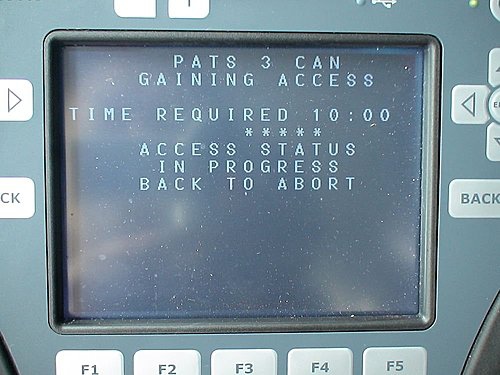 PATS 3 CAN
GAINING ACCESS
TIME REQUIRED 10:00
*****
ACCESS STATUS
IN PROGRESS
BACK TO ABORT
CK
BACK
F1
F2
F3
F4
F5